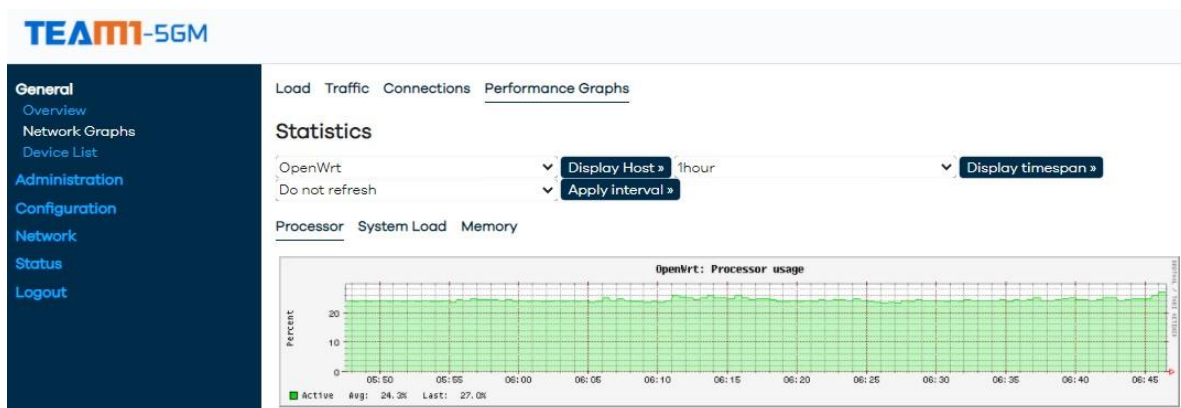 TEAM1-5GM
General
Overview
Network Graphs
Device List
Administration
Configuration
Network
Status
Logout
Load Traffic Connections Performance Graphs
Statistics
OpenWrt Display Host » 1hour Display timespan »
Do not refresh Apply interval »
Processor System Load Memory
OpenWrt: Processor usage
Percent
20
10
0
05:50 05:55 06:00 06:05 06:10 06:15 06:20 06:25 06:30 06:35 06:40 06:45
Active Avg: 24.3% Last: 27.0%